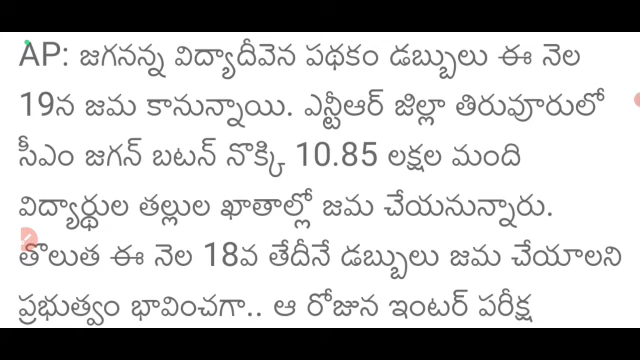 AP: జగనన్న విద్యాదీవెన పథకం డబ్బులు ఈ నెల
19న జమ కానున్నాయి. ఎన్టీఆర్ జిల్లా తిరువూరులో
సీఎం జగన్ బటన్ నొక్కి 10.85 లక్షల మంది
విద్యార్థుల తల్లుల ఖాతాల్లో జమ చేయనున్నారు.
తొలుత ఈ నెల 18వ తేదీనే డబ్బులు జమ చేయాలని
ప్రభుత్వం భావించగా.. ఆ రోజున ఇంటర్ పరీక్ష